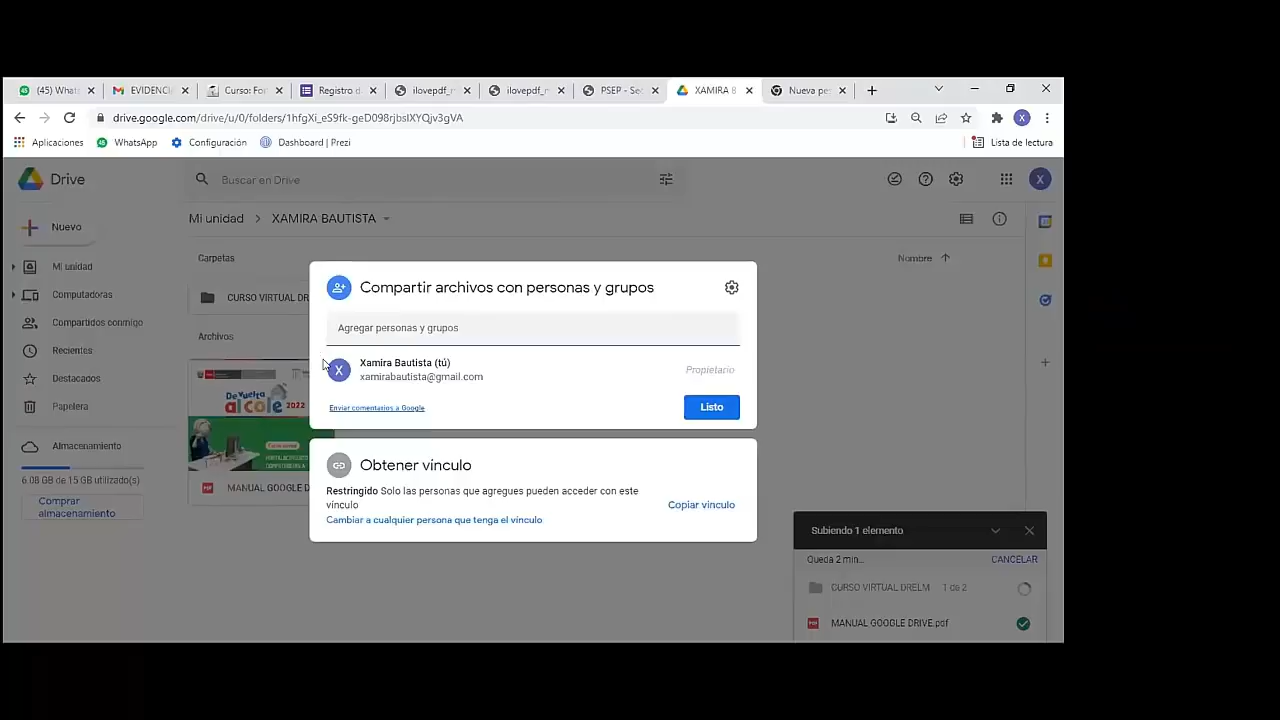 (45) Whats
EVIDENCI
Curso: For
Registro d
ilovepdf_m
ilovepdf_m
PSEP - Sec
XAMIRA B
Nueva pe
drive.google.com/drive/u/0/folders/1hfgXi_eS9fk-geD098rjbsIXYQjv3gVA
Aplicaciones
WhatsApp
Configuración
Dashboard | Prezi
Lista de lectura
Drive
Buscar en Drive
X
Nuevo
Mi unidad > XAMIRA BAUTISTA
Carpetas
Nombre
Mi unidad
Computadoras
Compartidos conmigo
Recientes
Destacados
Papelera
Almacenamiento
6.08 GB de 15 GB utilizado(s)
Comprar
almacenamiento
CURSO VIRTUAL DR
Archivos
De vuelta
al cole 2022
MANUAL GOOGLE D
Compartir archivos con personas y grupos
Agregar personas y grupos
X
Xamira Bautista (tú)
xamirabautista@gmail.com
Propietario
Enviar comentarios a Google
Listo
Obtener vínculo
Restringido Solo las personas que agregues pueden acceder con este
vínculo
Copiar vínculo
Cambiar a cualquier persona que tenga el vínculo
Subiendo 1 elemento
Queda 2 min...
CANCELAR
CURSO VIRTUAL DRELM
1 de 2
MANUAL GOOGLE DRIVE.pdf